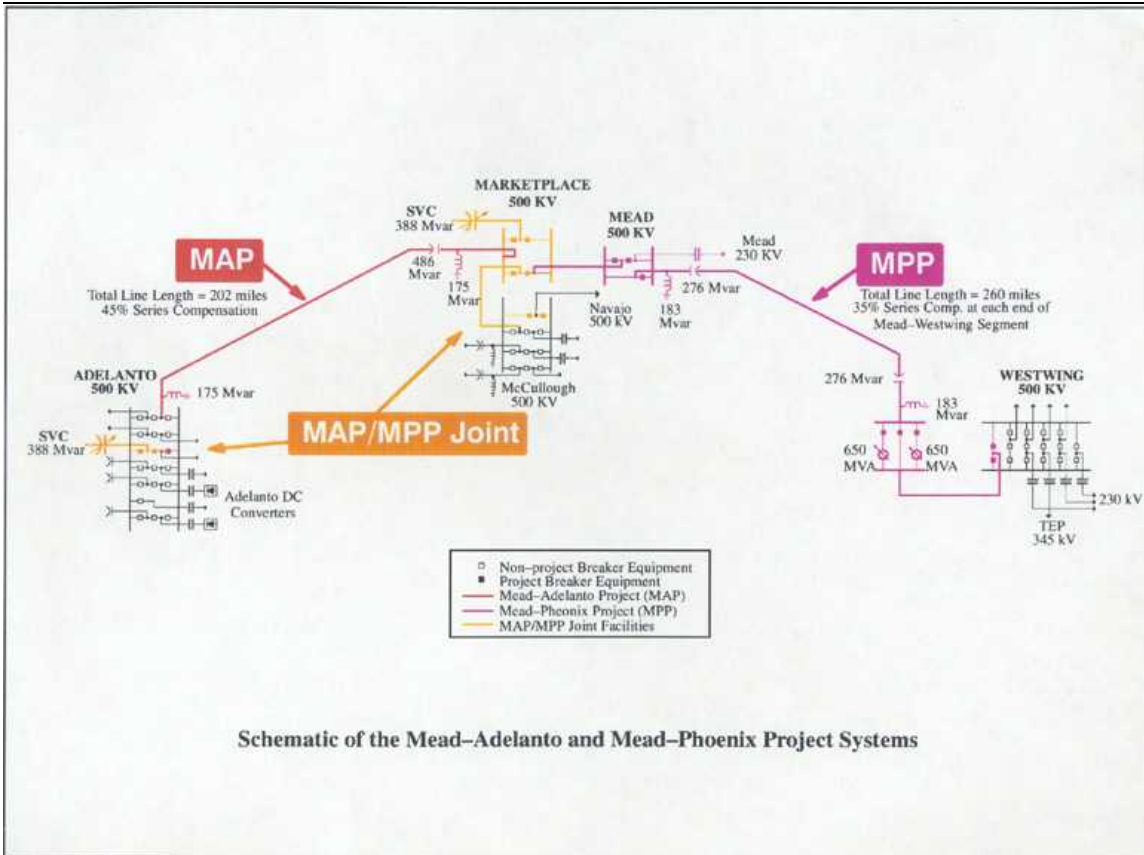 MARKETPLACE
500 KV
SVC
388 Mvar
MEAD
500 KV
Mead
230 KV
MAP
486
Mvar
175
Mvar
276 Mvar
MPP
Total Line Length = 202 miles
45% Series Compensation
Navajo
500 kV
183
Mvar
Total Line Length = 260 miles
35% Series Comp. at each end of
Mead–Westwing Segment
McCullough
500 KV
ADELANTO
500 KV
175 Mvar
276 Mvar
WESTWING
500 KV
183
Mvar
MAP/MPP Joint
SVC
388 Mvar
650
MVA
650
MVA
Adelanto DC
Converters
230 kV
TEP
345 kV
Non–project Breaker Equipment
Project Breaker Equipment
Mead–Adelanto Project (MAP)
Mead–Pheonix Project (MPP)
MAP/MPP Joint Facilities
Schematic of the Mead–Adelanto and Mead–Phoenix Project Systems